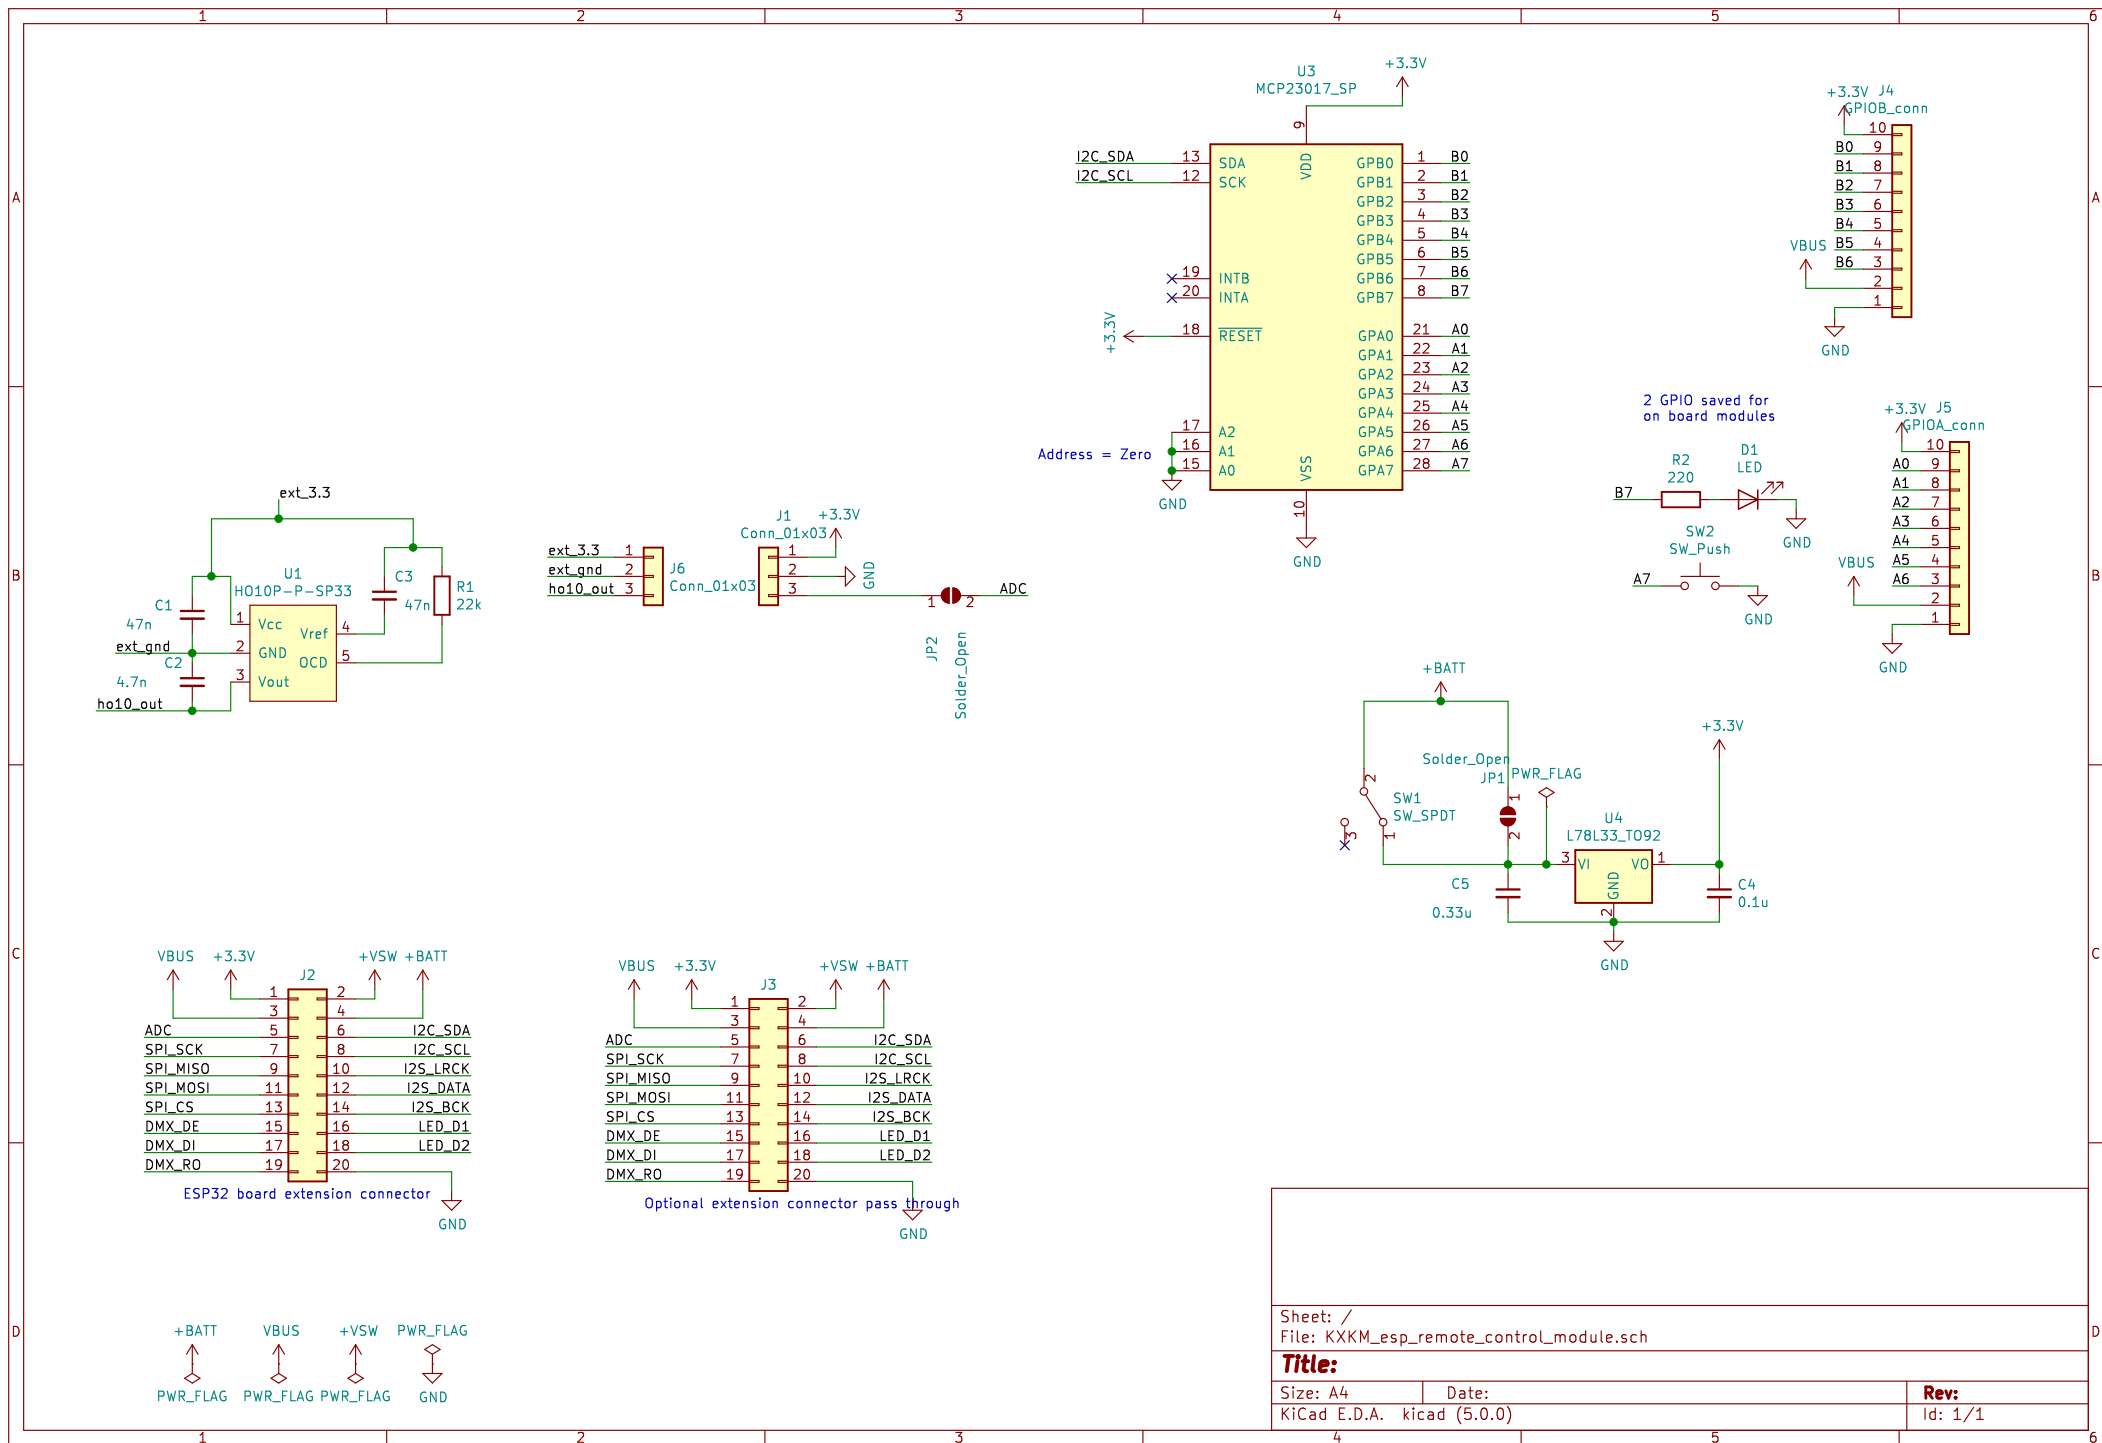 1 2 3 4 5 6
A
B
C
D
A
B
C
D
1 2 3 4 5 6
U3
MCP23017_SP
+3.3V
9
VDD
I2C_SDA 13 SDA
I2C_SCL 12 SCK
19 INTB
20 INTA
+3.3V 18 RESET
17 A2
16 A1
15 A0
Address = Zero
GND
VSS
10
GND
GPB0 1 B0
GPB1 2 B1
GPB2 3 B2
GPB3 4 B3
GPB4 5 B4
GPB5 6 B5
GPB6 7 B6
GPB7 8 B7
GPA0 21 A0
GPA1 22 A1
GPA2 23 A2
GPA3 24 A3
GPA4 25 A4
GPA5 26 A5
GPA6 27 A6
GPA7 28 A7
+3.3V J4
GPIOB_conn
10
B0 9
B1 8
B2 7
B3 6
B4 5
B5 4
B6 3
VBUS
2
1
GND
2 GPIO saved for
on board modules
R2
220
D1
LED
B7
GND
SW2
SW_Push
A7
GND
+3.3V J5
GPIOA_conn
10
A0 9
A1 8
A2 7
A3 6
A4 5
A5 4
A6 3
VBUS
2
1
GND
ext_3.3
U1
HO10P-P-SP33
C1
47n
ext_gnd
C2
4.7n
ho10_out
1 Vcc
2 GND
3 Vout
Vref 4
OCD 5
C3
47n
R1
22k
ext_3.3 1
ext_gnd 2
ho10_out 3
J6
Conn_01x03
J1
Conn_01x03
+3.3V
1
2
3
GND
1 2
JP2
Solder_Open
ADC
+BATT
2
SW1
SW_SPDT
3
1
Solder_Open
JP1
1
2
PWR_FLAG
U4
L78L33_TO92
3 VI
VO 1
GND
2
+3.3V
C5
0.33u
C4
0.1u
GND
VBUS +3.3V
+VSW +BATT
J2
1 2
3 4
ADC 5 6 I2C_SDA
SPI_SCK 7 8 I2C_SCL
SPI_MISO 9 10 I2S_LRCK
SPI_MOSI 11 12 I2S_DATA
SPI_CS 13 14 I2S_BCK
DMX_DE 15 16 LED_D1
DMX_DI 17 18 LED_D2
DMX_RO 19 20
ESP32 board extension connector
GND
VBUS +3.3V
+VSW +BATT
J3
1 2
3 4
ADC 5 6 I2C_SDA
SPI_SCK 7 8 I2C_SCL
SPI_MISO 9 10 I2S_LRCK
SPI_MOSI 11 12 I2S_DATA
SPI_CS 13 14 I2S_BCK
DMX_DE 15 16 LED_D1
DMX_DI 17 18 LED_D2
DMX_RO 19 20
Optional extension connector pass through
GND
+BATT VBUS +VSW PWR_FLAG
PWR_FLAG PWR_FLAG PWR_FLAG GND
Sheet: /
File: KXKM_esp_remote_control_module.sch
Title:
Size: A4 Date: Rev:
KiCad E.D.A. kicad (5.0.0) Id: 1/1